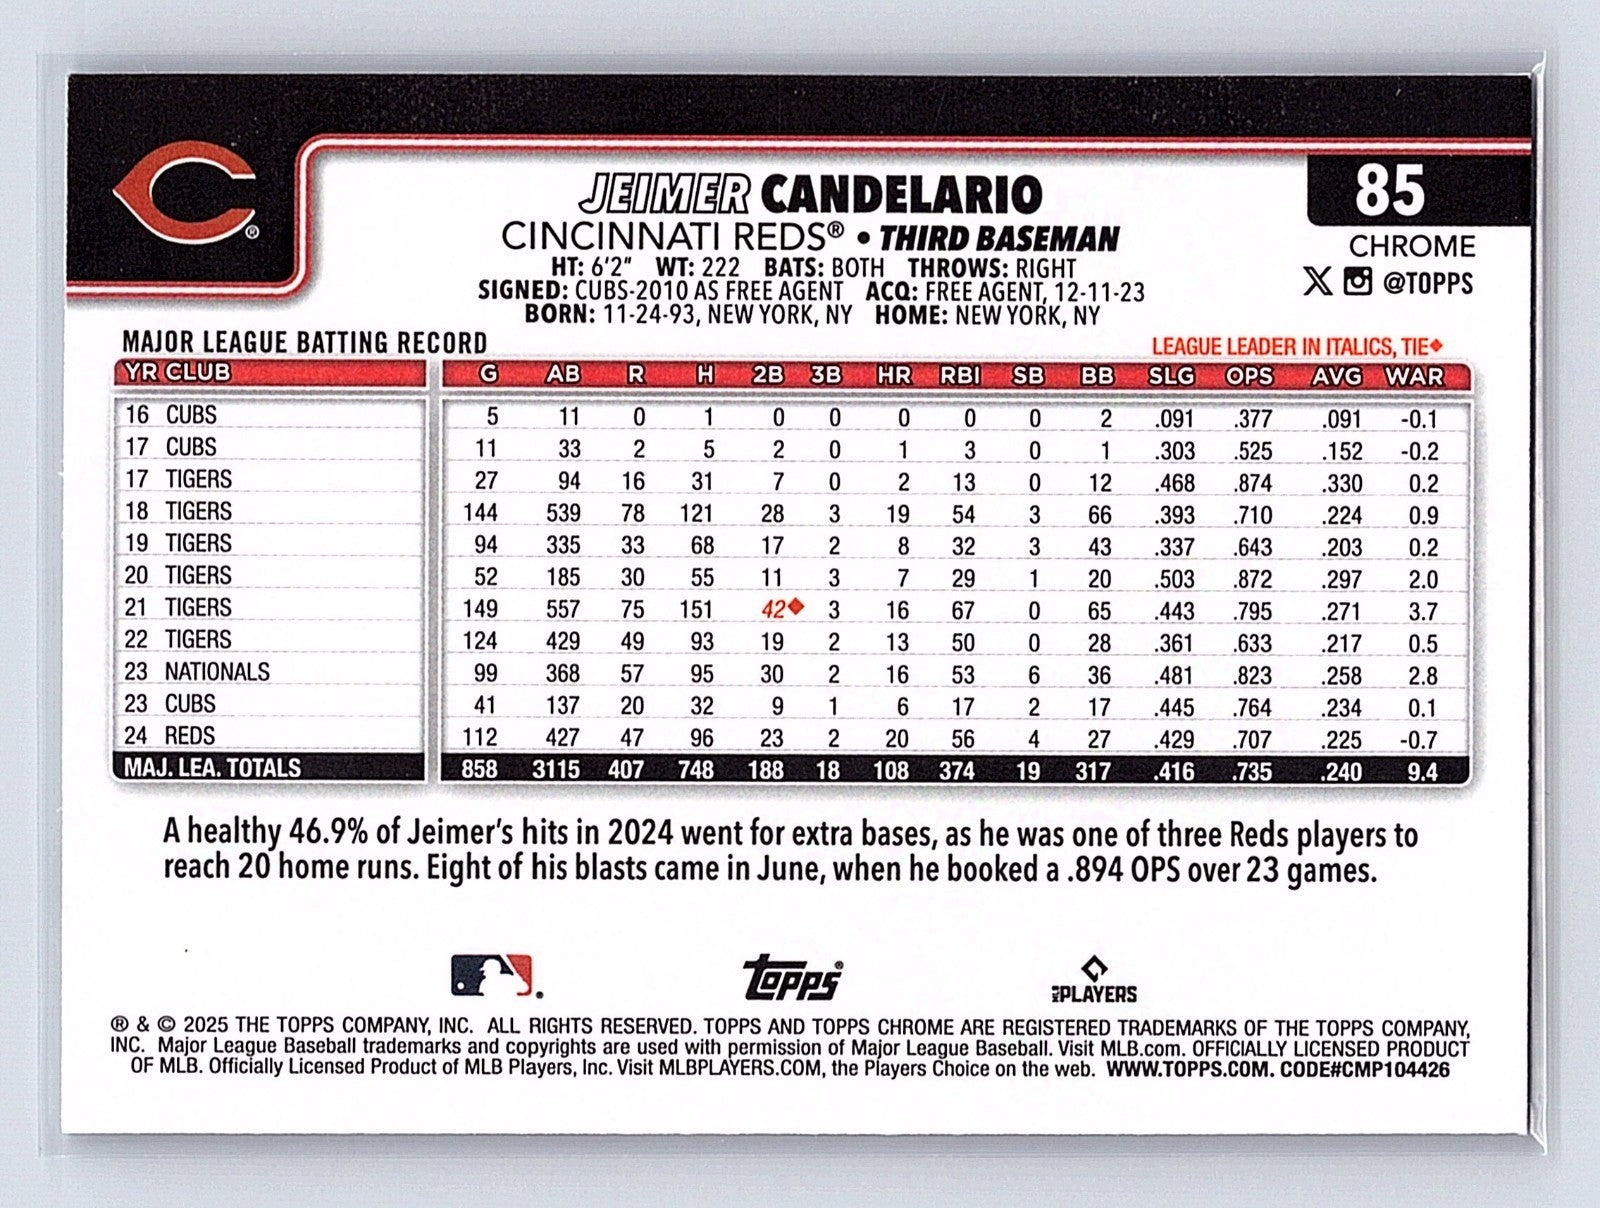 85
JEIMER CANDELARIO
CINCINNATI REDS® • THIRD BASEMAN
CHROME
HT: 6'2" WT: 222 BATS: BOTH THROWS: RIGHT
X @TOPPS
SIGNED: CUBS-2010 AS FREE AGENT ACQ: FREE AGENT, 12-11-23
BORN: 11-24-93, NEW YORK, NY HOME: NEW YORK, NY
®
MAJOR LEAGUE BATTING RECORD LEAGUE LEADER IN ITALICS, TIE◆
YR CLUB G AB R H 2B 3B HR RBI SB BB SLG OPS AVG WAR
16 CUBS 5 11 0 1 0 0 0 0 0 2 .091 .377 .091 -0.1
17 CUBS 11 33 2 5 2 0 1 3 0 1 .303 .525 .152 -0.2
17 TIGERS 27 94 16 31 7 0 2 13 0 12 .468 .874 .330 0.2
18 TIGERS 144 539 78 121 28 3 19 54 3 66 .393 .710 .224 0.9
19 TIGERS 94 335 33 68 17 2 8 32 3 43 .337 .643 .203 0.2
20 TIGERS 52 185 30 55 11 3 7 29 1 20 .503 .872 .297 2.0
21 TIGERS 149 557 75 151 42◆ 3 16 67 0 65 .443 .795 .271 3.7
22 TIGERS 124 429 49 93 19 2 13 50 0 28 .361 .633 .217 0.5
23 NATIONALS 99 368 57 95 30 2 16 53 6 36 .481 .823 .258 2.8
23 CUBS 41 137 20 32 9 1 6 17 2 17 .445 .764 .234 0.1
24 REDS 112 427 47 96 23 2 20 56 4 27 .429 .707 .225 -0.7
MAJ. LEA. TOTALS 858 3115 407 748 188 18 108 374 19 317 .416 .735 .240 9.4
A healthy 46.9% of Jeimer's hits in 2024 went for extra bases, as he was one of three Reds players to
reach 20 home runs. Eight of his blasts came in June, when he booked a .894 OPS over 23 games.
Topps® MLB PLAYERS
® & © 2025 THE TOPPS COMPANY, INC. ALL RIGHTS RESERVED. TOPPS AND TOPPS CHROME ARE REGISTERED TRADEMARKS OF THE TOPPS COMPANY,
INC. Major League Baseball trademarks and copyrights are used with permission of Major League Baseball. Visit MLB.com. OFFICIALLY LICENSED PRODUCT
OF MLB. Officially Licensed Product of MLB Players, Inc. Visit MLBPLAYERS.COM, the Players Choice on the web. WWW.TOPPS.COM. CODE#CMP104426